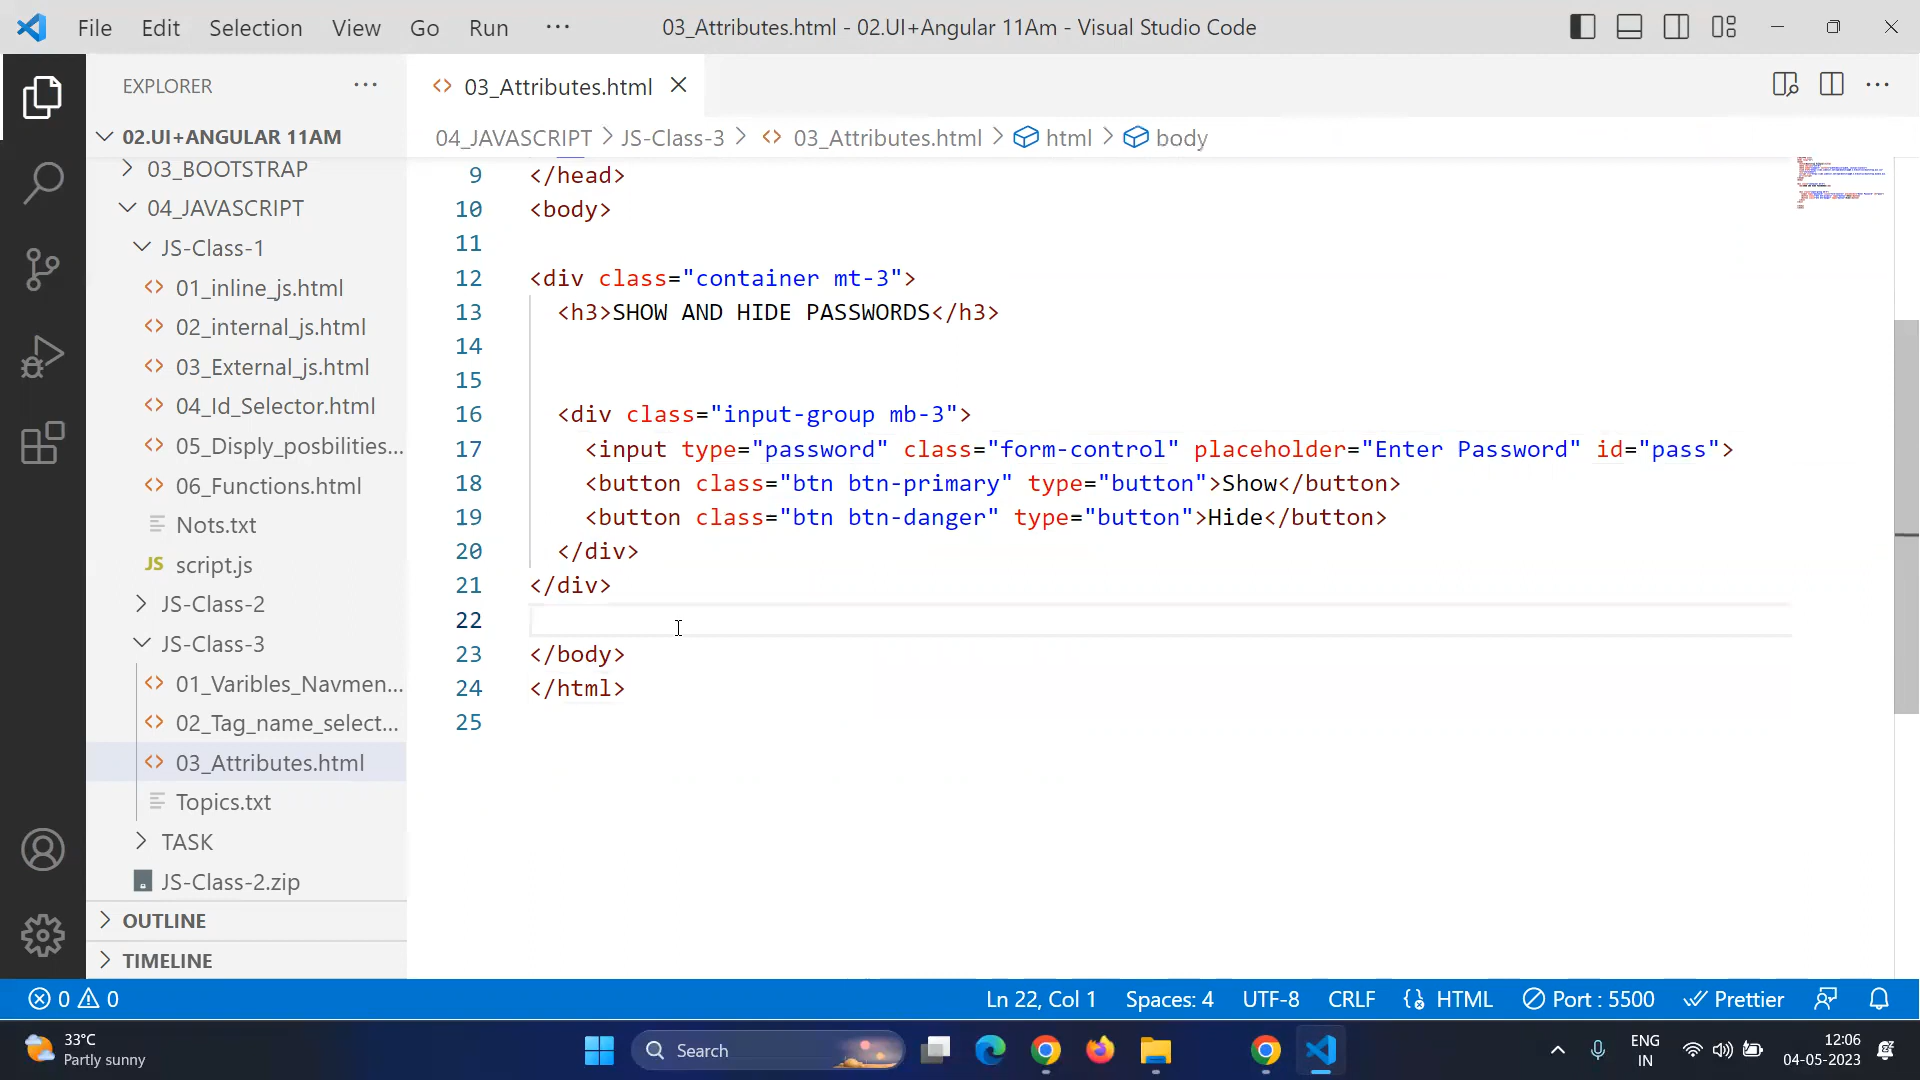 File Edit Selection View Go Run ··· 03_Attributes.html - 02.UI+Angular 11Am - Visual Studio Code
EXPLORER ···
03_Attributes.html
02.UI+ANGULAR 11AM
03_BOOTSTRAP
04_JAVASCRIPT
JS-Class-1
01_inline_js.html
02_internal_js.html
03_External_js.html
04_Id_Selector.html
05_Disply_posbilities...
06_Functions.html
Nots.txt
JS script.js
JS-Class-2
JS-Class-3
01_Varibles_Navmen...
02_Tag_name_select...
03_Attributes.html
Topics.txt
TASK
JS-Class-2.zip
OUTLINE
TIMELINE
04_JAVASCRIPT > JS-Class-3 > 03_Attributes.html > html > body
9 </head>
10 <body>
11
12 <div class="container mt-3">
13 <h3>SHOW AND HIDE PASSWORDS</h3>
14
15
16 <div class="input-group mb-3">
17 <input type="password" class="form-control" placeholder="Enter Password" id="pass">
18 <button class="btn btn-primary" type="button">Show</button>
19 <button class="btn btn-danger" type="button">Hide</button>
20 </div>
21 </div>
22
23 </body>
24 </html>
25
0 0 Ln 22, Col 1 Spaces: 4 UTF-8 CRLF HTML Port : 5500 Prettier
33°C
Partly sunny
Search
ENG
IN
12:06
04-05-2023